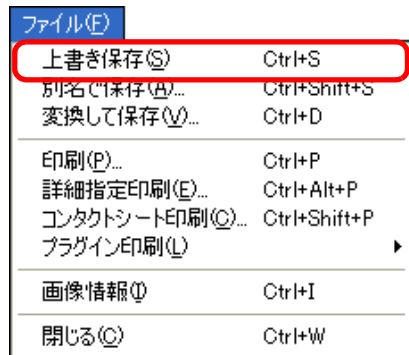 ファイル(F)
上書き保存(S) Ctrl+S
別名で保存(A)... Ctrl+Shift+S
変換して保存(V)... Ctrl+D
印刷(P)... Ctrl+P
詳細指定印刷(E)... Ctrl+Alt+P
コンタクトシート印刷(C)... Ctrl+Shift+P
プラグイン印刷(L)
画像情報(I) Ctrl+I
閉じる(C) Ctrl+W